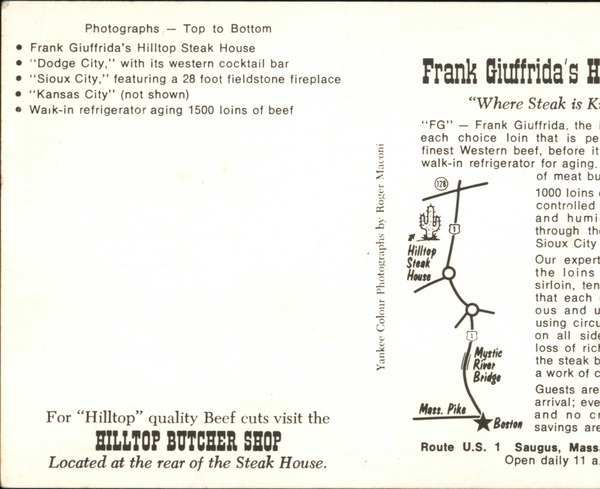 Photographs — Top to Bottom
● Frank Giuffrida's Hilltop Steak House
● "Dodge City," with its western cocktail bar
● "Sioux City," featuring a 28 foot fieldstone fireplace
● "Kansas City" (not shown)
● Walk-in refrigerator aging 1500 loins of beef
For "Hilltop" quality Beef cuts visit the
HILLTOP BUTCHER SHOP
Located at the rear of the Steak House.
Yankee Colour Photographs by Roger Maconi
Frank Giuffrida's H
"Where Steak is K
"FG" — Frank Giuffrida, the
each choice loin that is pe
finest Western beef, before it
walk-in refrigerator for aging.
of meat bu
1000 loins
controlled
and humi
through the
Sioux City
Our expert
the loins
sirloin, ten
that each
ous and u
using circu
on all side
loss of rich
the steak b
a work of c
Guests are
arrival; eve
and no cr
savings are
128
1
Hilltop
Steak
House
1
Mystic
River
Bridge
Mass. Pike
Boston
Route U.S. 1 Saugus, Mass
Open daily 11 a.